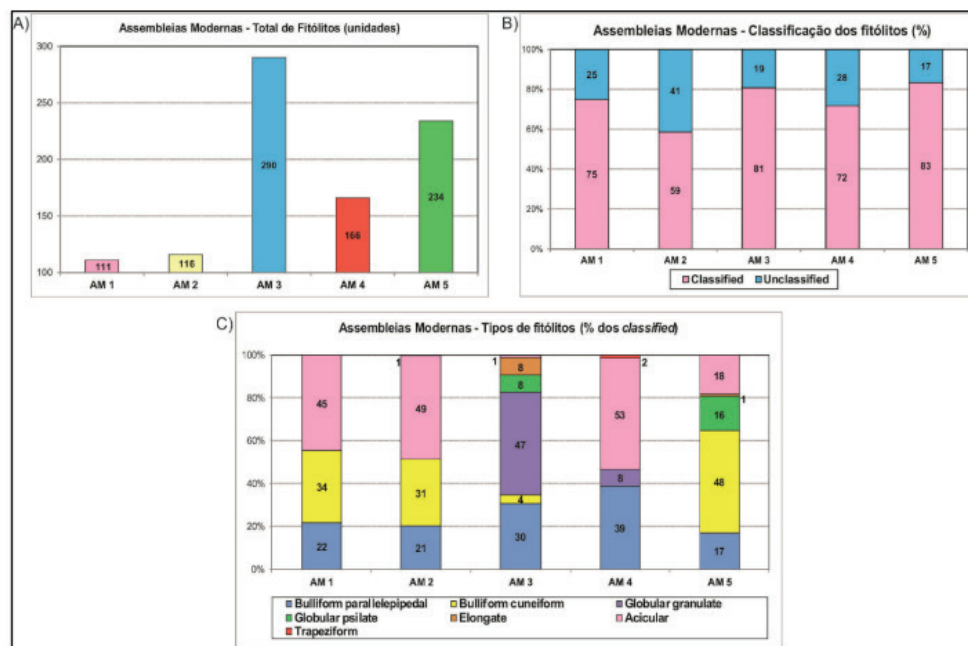 A)
Assembleias Modernas - Total de Fitólitos (unidades)
300
250
200
150
100
111
116
290
166
234
AM 1 AM 2 AM 3 AM 4 AM 5
B)
Assembleias Modernas - Classificação dos fitólitos (%)
100%
80%
60%
40%
20%
0%
25 41 19 28 17
75 59 81 72 83
AM 1 AM 2 AM 3 AM 4 AM 5
Classified Unclassified
C)
Assembleias Modernas - Tipos de fitólitos (% dos classified)
100%
80%
60%
40%
20%
0%
45
34
22
1
49
31
21
1
8
8
47
4
30
2
53
8
39
18
1
16
48
17
AM 1 AM 2 AM 3 AM 4 AM 5
Bulliform parallelepipedal Bulliform cuneiform Globular granulate
Globular psilate Elongate Acicular
Trapeziform